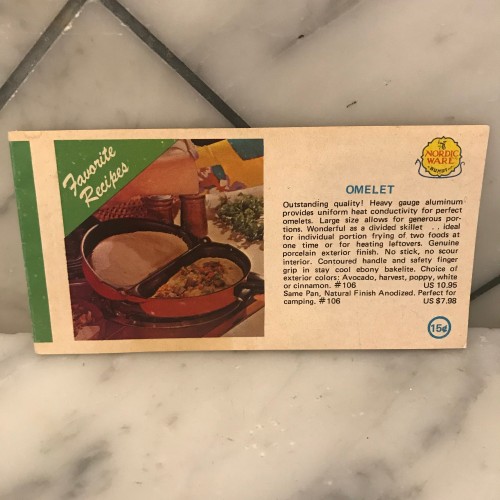 Favorite
Recipes
NORDIC
WARE
OMELET
Outstanding quality! Heavy gauge aluminum
provides uniform heat conductivity for perfect
omelets. Large size allows for generous por-
tions. Wonderful as a divided skillet . . ideal
for individual portion frying of two foods at
one time or for heating leftovers. Genuine
porcelain exterior finish. No stick, no scour
interior. Contoured handle and safety finger
grip in stay cool ebony bakelite. Choice of
exterior colors: Avocado, harvest, poppy, white
or cinnamon. #106 US 10.95
Same Pan, Natural Finish Anodized. Perfect for
camping. #106 US $7.98
15¢